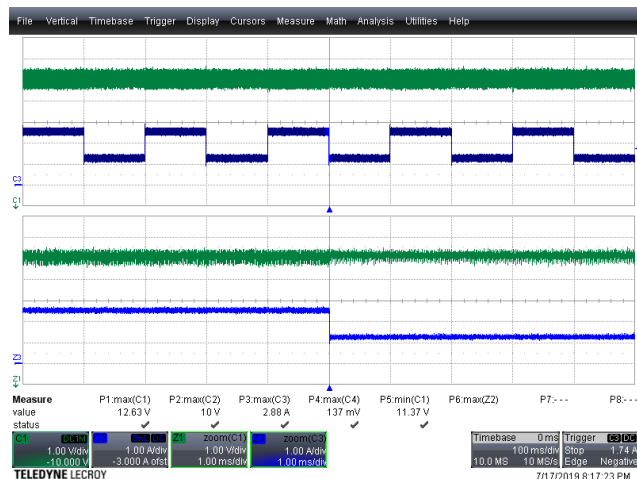 File Vertical Timebase Trigger Display Cursors Measure Math Analysis Utilities Help
C3
C1
Z3
Z1
Measure P1:max(C1) P2:max(C2) P3:max(C3) P4:max(C4) P5:min(C1) P6:max(Z2) P7:--- P8:---
value 12.63 V 10 V 2.88 A 137 mV 11.37 V
status
C1 DC1M Z1 zoom(C1) zoom(C3) Timebase 0 ms Trigger C3 DC
1.00 V/div 1.00 A/div 1.00 V/div 1.00 A/div 100 ms/div Stop 1.74 A
-10.000 V -3.000 A ofst 1.00 ms/div 1.00 ms/div 10.0 MS 10 MS/s Edge Negative
TELEDYNE LECROY 7/17/2019 8:17:23 PM